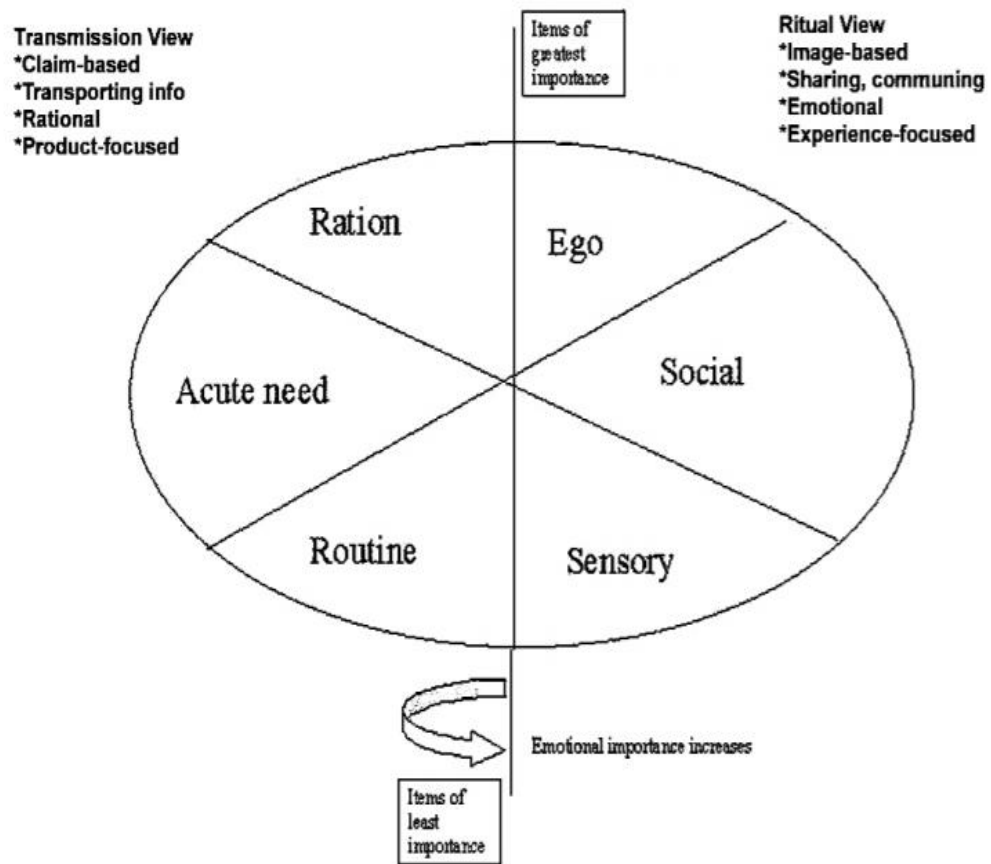 Transmission View
*Claim-based
*Transporting info
*Rational
*Product-focused
Items of
greatest
importance
Ritual View
*Image-based
*Sharing, communing
*Emotional
*Experience-focused
Ration
Ego
Acute need
Social
Routine
Sensory
Emotional importance increases
Items of
least
importance